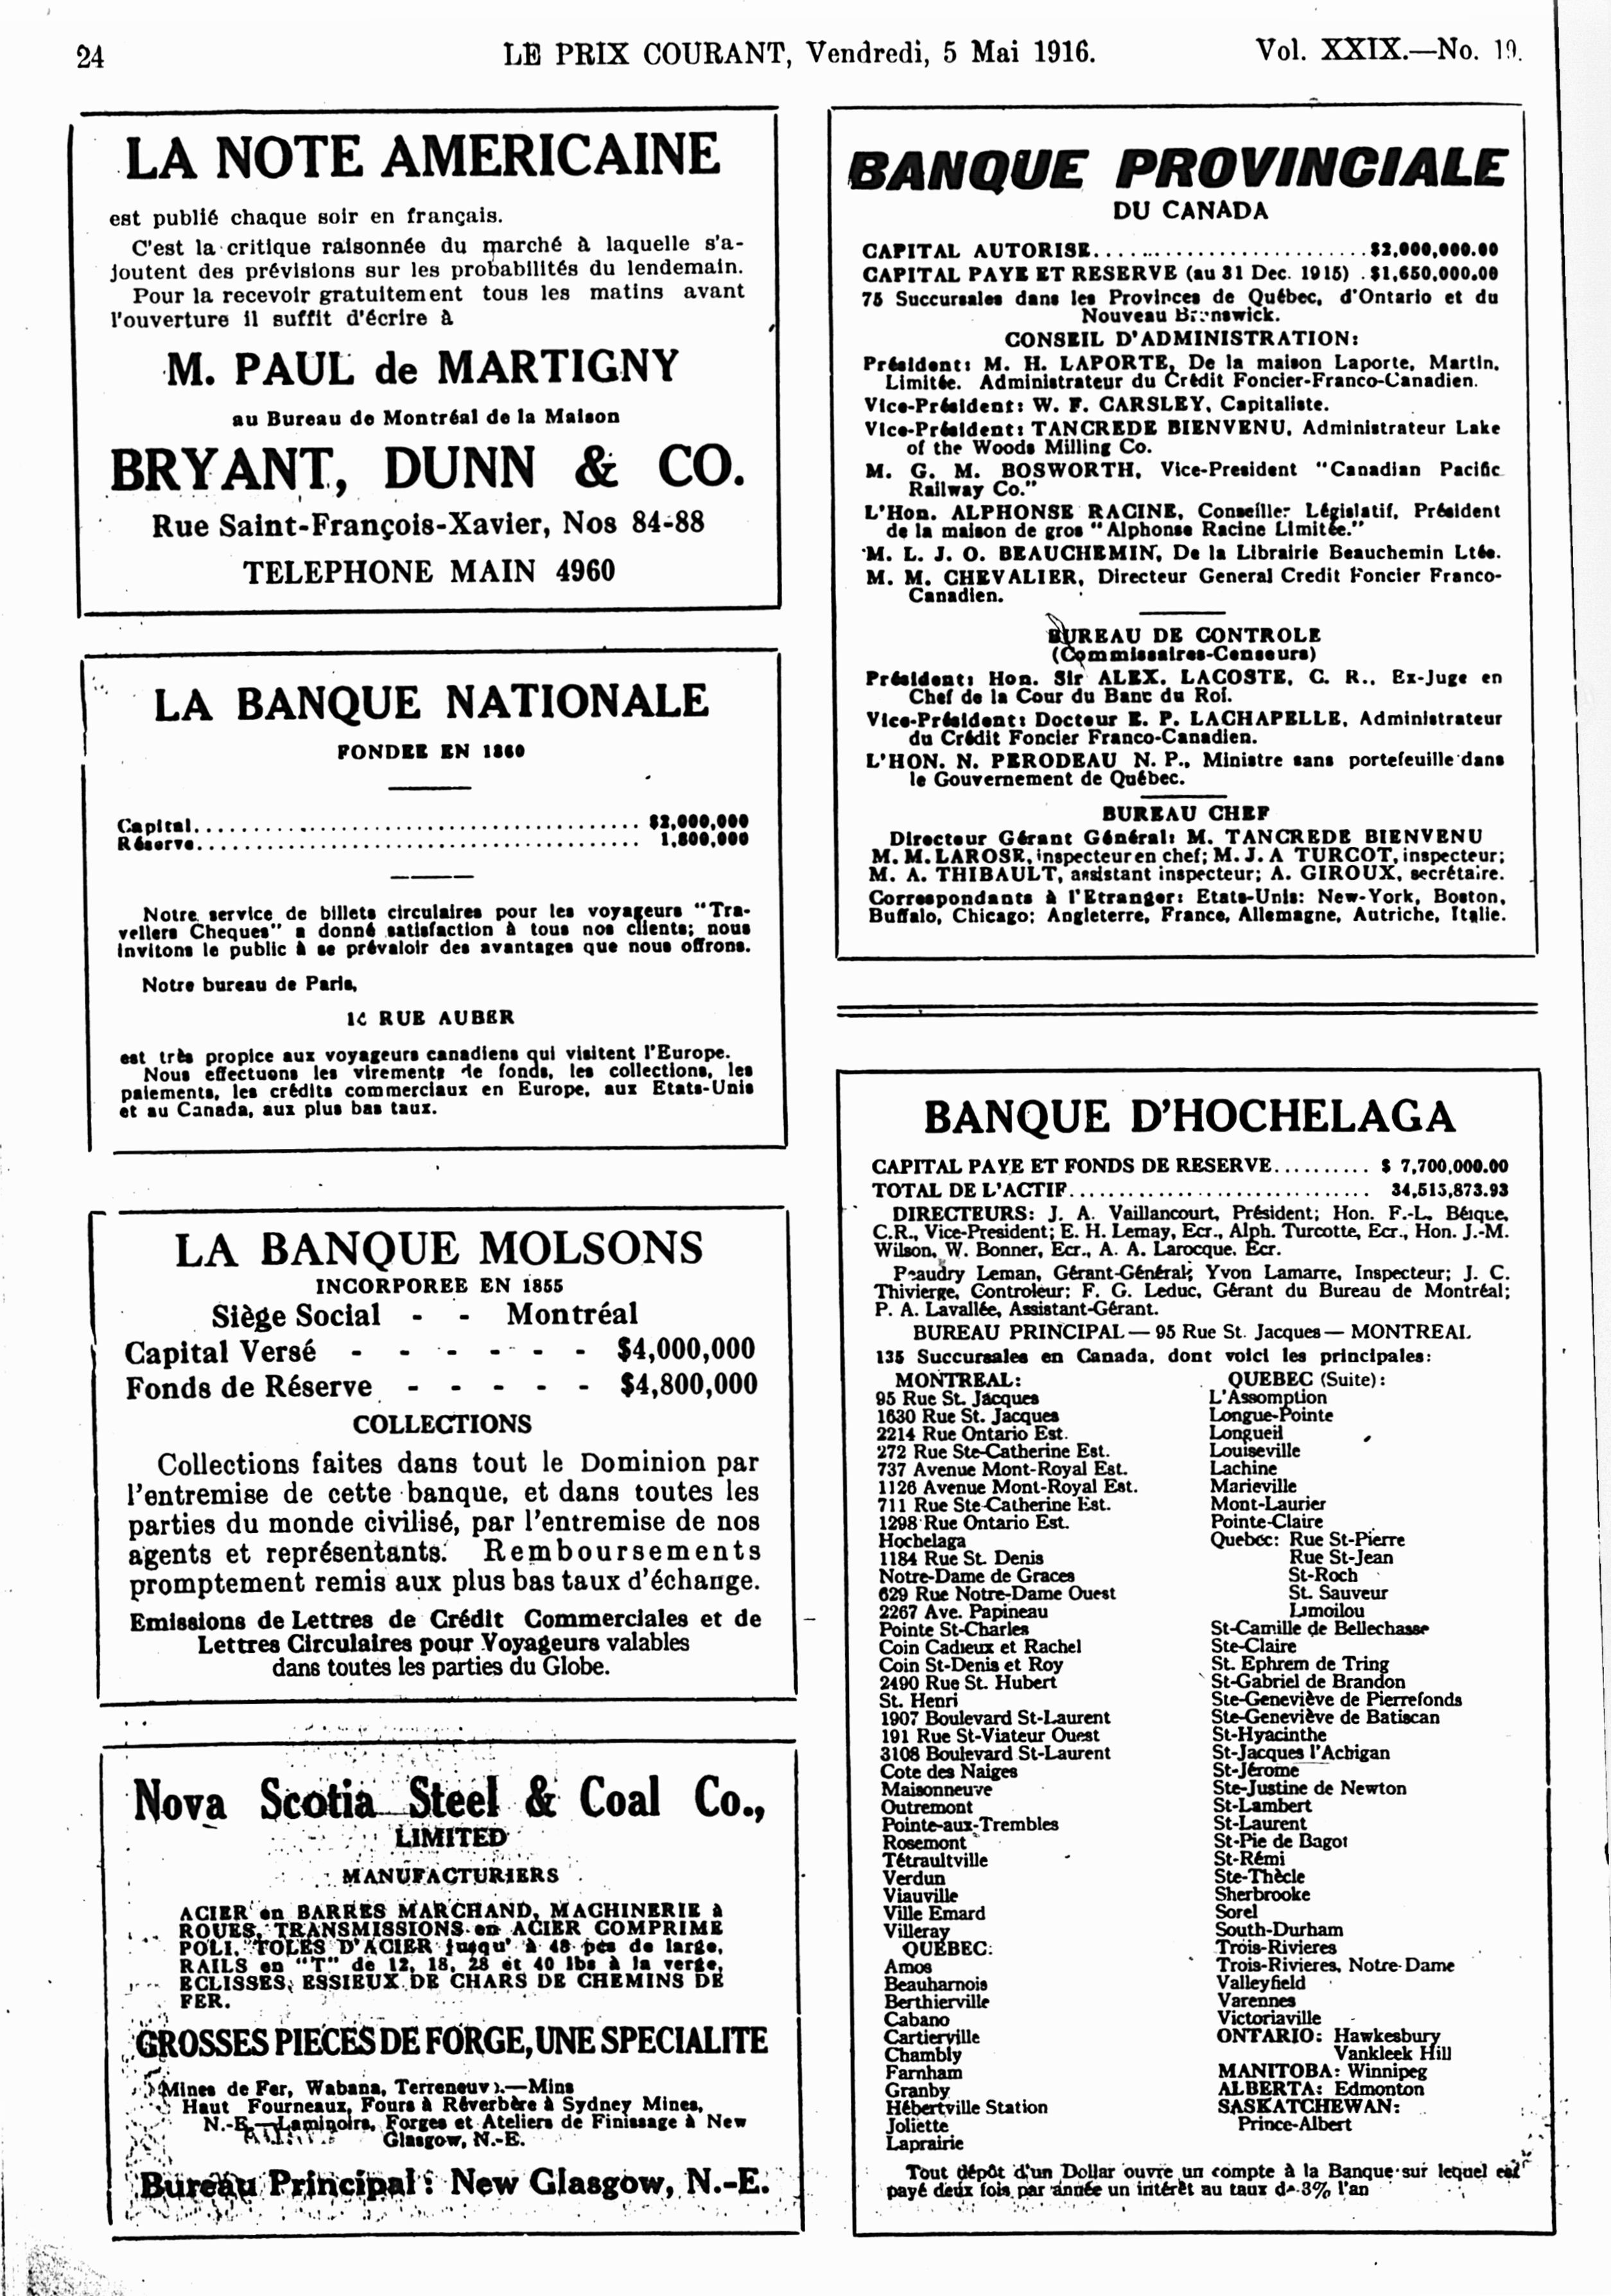 24
LE PRIX COURANT, Vendredi, 5 Mai 1916.
Vol. XXIX.—No. 19.
LA NOTE AMERICAINE
est publié chaque soir en français.
C'est la critique raisonnée du marché à laquelle s'a-
joutent des prévisions sur les probabilités du lendemain.
Pour la recevoir gratuitement tous les matins avant
l'ouverture il suffit d'écrire à
M. PAUL de MARTIGNY
au Bureau de Montréal de la Maison
BRYANT, DUNN & CO.
Rue Saint-François-Xavier, Nos 84-88
TELEPHONE MAIN 4960
LA BANQUE NATIONALE
FONDEE EN 1860
Capital. $2,000,000
Réserve. 1,800,000
Notre service de billets circulaires pour les voyageurs "Tra-
vellers Cheques" a donné satisfaction à tous nos clients; nous
invitons le public à se prévaloir des avantages que nous offrons.
Notre bureau de Paris,
RUE AUBER
est très propice aux voyageurs canadiens qui visitent l'Europe.
Nous effectuons les virements de fonds, les collections, les
paiements, les crédits commerciaux en Europe, aux Etats-Unis
et au Canada, aux plus bas taux.
LA BANQUE MOLSONS
INCORPOREE EN 1855
Siège Social - - Montréal
Capital Versé - - - - - - $4,000,000
Fonds de Réserve - - - - - $4,800,000
COLLECTIONS
Collections faites dans tout le Dominion par
l'entremise de cette banque, et dans toutes les
parties du monde civilisé, par l'entremise de nos
agents et représentants. Remboursements
promptement remis aux plus bas taux d'échange.
Emissions de Lettres de Crédit Commerciales et de
Lettres Circulaires pour Voyageurs valables
dans toutes les parties du Globe.
Nova Scotia Steel & Coal Co.,
LIMITED
MANUFACTURIERS
ACIER en BARRES MARCHAND, MACHINERIE à
ROUES, TRANSMISSIONS en ACIER COMPRIME
POLI, TOLES D'ACIER jusqu' à 48 pcs de large,
RAILS en "T" de 12, 18, 28 et 40 lbs à la verge,
ECLISSES, ESSIEUX DE CHARS DE CHEMINS DE
FER.
GROSSES PIECES DE FORGE, UNE SPECIALITE
Mines de Fer, Wabana, Terreneuve.—Mins
Haut Fourneaux, Fours à Réverbère à Sydney Mines,
N.-E.—Laminoirs, Forges et Ateliers de Finissage à New
Glasgow, N.-E.
Bureau Principal: New Glasgow, N.-E.
BANQUE PROVINCIALE
DU CANADA
CAPITAL AUTORISE. $2,000,000.00
CAPITAL PAYE ET RESERVE (au 31 Dec. 1915) . $1,650,000.00
75 Succursales dans les Provinces de Québec, d'Ontario et du
Nouveau Brunswick.
CONSEIL D'ADMINISTRATION:
Président: M. H. LAPORTE, De la maison Laporte, Martin,
Limitée. Administrateur du Crédit Foncier-Franco-Canadien.
Vice-Président: W. F. CARSLEY, Capitaliste.
Vice-Président: TANCREDE BIENVENU, Administrateur Lake
of the Woods Milling Co.
M. G. M. BOSWORTH, Vice-President "Canadian Pacific
Railway Co."
L'Hon. ALPHONSE RACINE, Conseiller Législatif, Président
de la maison de gros "Alphonse Racine Limitée."
M. L. J. O. BEAUCHEMIN, De la Librairie Beauchemin Ltée.
M. M. CHEVALIER, Directeur General Credit Foncier Franco-
Canadien.
BUREAU DE CONTROLE
(Commissaires-Censeurs)
Président: Hon. Sir ALEX. LACOSTE, C. R., Ex-Juge en
Chef de la Cour du Banc du Roi.
Vice-Président: Docteur E. P. LACHAPELLE, Administrateur
du Crédit Foncier Franco-Canadien.
L'HON. N. PERODEAU N. P., Ministre sans portefeuille dans
le Gouvernement de Québec.
BUREAU CHEF
Directeur Gérant Général: M. TANCREDE BIENVENU
M. M. LAROSE, inspecteur en chef; M. J. A TURCOT, inspecteur;
M. A. THIBAULT, assistant inspecteur; A. GIROUX, secrétaire.
Correspondants à l'Etranger: Etats-Unis: New-York, Boston,
Buffalo, Chicago; Angleterre, France, Allemagne, Autriche, Italie.
BANQUE D'HOCHELAGA
CAPITAL PAYE ET FONDS DE RESERVE. $ 7,700,000.00
TOTAL DE L'ACTIF. 34,515,873.93
DIRECTEURS: J. A. Vaillancourt, Président; Hon. F.-L. Béique,
C.R., Vice-President; E. H. Lemay, Ecr., Alph. Turcotte, Ecr., Hon. J.-M.
Wilson, W. Bonner, Ecr., A. A. Larocque, Ecr.
Beaudry Leman, Gérant-Général; Yvon Lamarre, Inspecteur; J. C.
Thivierge, Controleur; F. G. Leduc, Gérant du Bureau de Montréal;
P. A. Lavallée, Assistant-Gérant.
BUREAU PRINCIPAL — 95 Rue St. Jacques — MONTREAL
135 Succursales en Canada, dont voici les principales:
MONTREAL:
95 Rue St. Jacques
1630 Rue St. Jacques
2214 Rue Ontario Est.
272 Rue Ste-Catherine Est.
737 Avenue Mont-Royal Est.
1126 Avenue Mont-Royal Est.
711 Rue Ste-Catherine Est.
1298 Rue Ontario Est.
Hochelaga
1184 Rue St. Denis
Notre-Dame de Graces
629 Rue Notre-Dame Ouest
2267 Ave. Papineau
Pointe St-Charles
Coin Cadieux et Rachel
Coin St-Denis et Roy
2490 Rue St. Hubert
St. Henri
1907 Boulevard St-Laurent
191 Rue St-Viateur Ouest
3108 Boulevard St-Laurent
Cote des Naiges
Maisonneuve
Outremont
Pointe-aux-Trembles
Rosemont
Tétraultville
Verdun
Viauville
Ville Emard
Villeray
QUEBEC:
Amos
Beauharnois
Berthierville
Cabano
Cartierville
Chambly
Farnham
Granby
Hébertville Station
Joliette
Laprairie
QUEBEC (Suite):
L'Assomption
Longue-Pointe
Longueil
Louiseville
Lachine
Marieville
Mont-Laurier
Pointe-Claire
Quebec: Rue St-Pierre
Rue St-Jean
St-Roch
St. Sauveur
Limoilou
St-Camille de Bellechasse
Ste-Claire
St. Ephrem de Tring
St-Gabriel de Brandon
Ste-Geneviève de Pierrefonds
Ste-Geneviève de Batiscan
St-Hyacinthe
St-Jacques l'Achigan
St-Jérome
Ste-Justine de Newton
St-Lambert
St-Laurent
St-Pie de Bagot
St-Rémi
Ste-Thècle
Sherbrooke
Sorel
South-Durham
Trois-Rivieres
Trois-Rivieres, Notre-Dame
Valleyfield
Varennes
Victoriaville
ONTARIO: Hawkesbury
Vankleek Hill
MANITOBA: Winnipeg
ALBERTA: Edmonton
SASKATCHEWAN:
Prince-Albert
Tout dépôt d'un Dollar ouvre un compte à la Banque sur lequel est
payé deux fois par année un intérêt au taux de 3% l'an